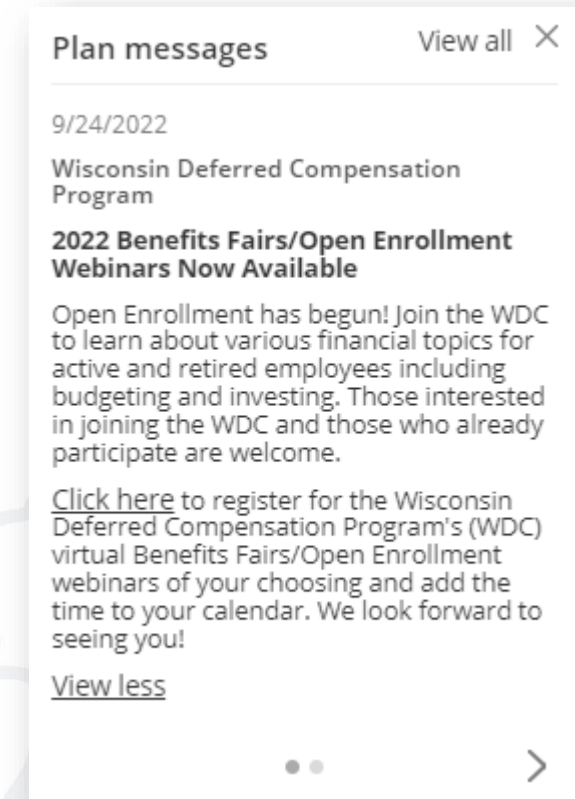 Plan messages View all
9/24/2022
Wisconsin Deferred Compensation
Program
2022 Benefits Fairs/Open Enrollment
Webinars Now Available
Open Enrollment has begun! Join the WDC
to learn about various financial topics for
active and retired employees including
budgeting and investing. Those interested
in joining the WDC and those who already
participate are welcome.
Click here to register for the Wisconsin
Deferred Compensation Program's (WDC)
virtual Benefits Fairs/Open Enrollment
webinars of your choosing and add the
time to your calendar. We look forward to
seeing you!
View less